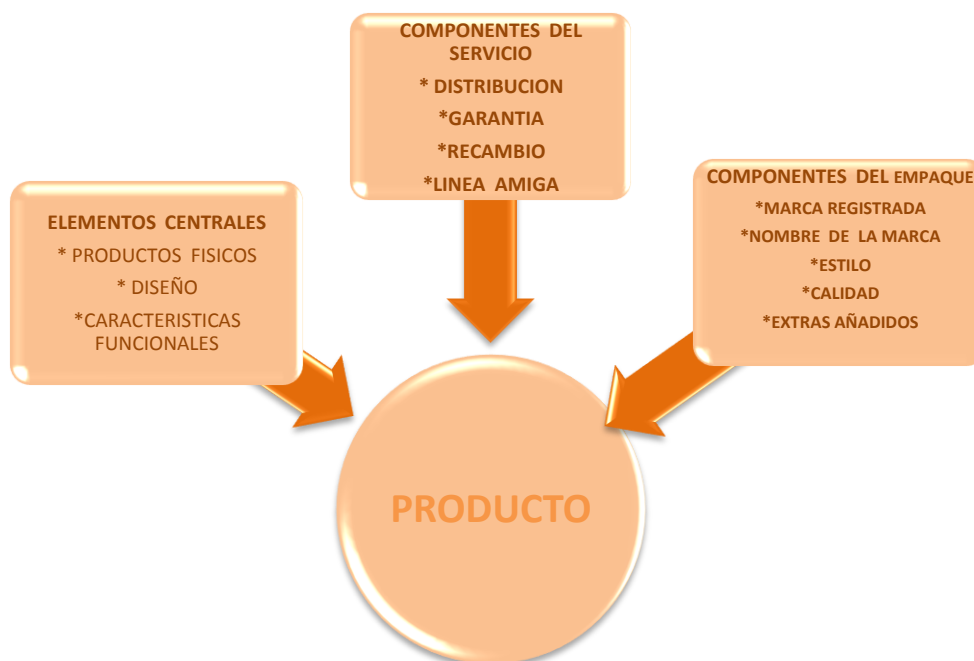 ELEMENTOS CENTRALES
* PRODUCTOS FISICOS
* DISEÑO
*CARACTERISTICAS
FUNCIONALES
COMPONENTES DEL
SERVICIO
* DISTRIBUCION
*GARANTIA
*RECAMBIO
*LINEA AMIGA
COMPONENTES DEL EMPAQUE
*MARCA REGISTRADA
*NOMBRE DE LA MARCA
*ESTILO
*CALIDAD
*EXTRAS AÑADIDOS
PRODUCTO